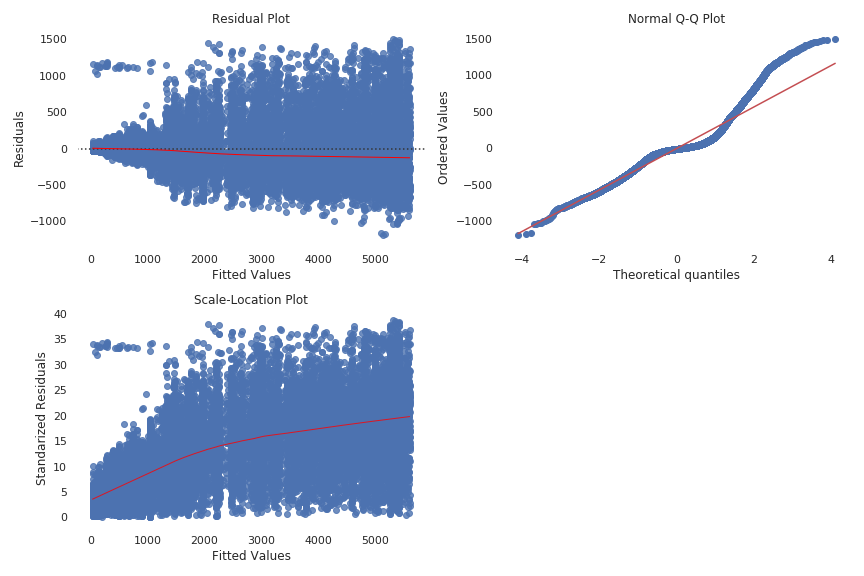 Residual Plot
1500
1000
500
0
−500
−1000
Residuals
0 1000 2000 3000 4000 5000
Fitted Values
Normal Q-Q Plot
1500
1000
500
0
−500
−1000
Ordered Values
−4 −2 0 2 4
Theoretical quantiles
Scale-Location Plot
40
35
30
25
20
15
10
5
0
Standarized Residuals
0 1000 2000 3000 4000 5000
Fitted Values